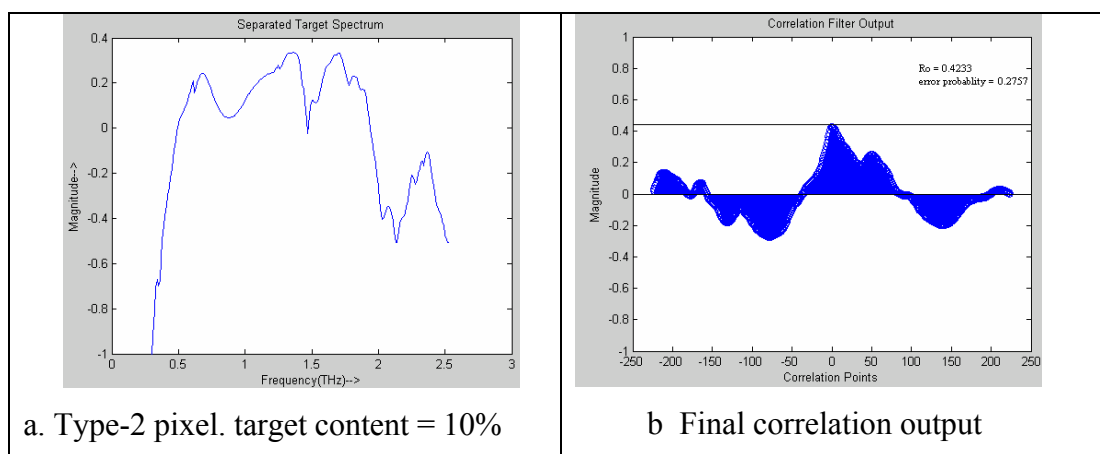 Separated Target Spectrum
0.4
0.2
0
-0.2
-0.4
-0.6
-0.8
-1
Magnitude-->
0 0.5 1 1.5 2 2.5 3
Frequency(THz)-->
a. Type-2 pixel. target content = 10%
Correlation Filter Output
Ro = 0.4233
error probablity = 0.2757
1
0.8
0.6
0.4
0.2
0
-0.2
-0.4
-0.6
-0.8
-1
Magnitude
-250 -200 -150 -100 -50 0 50 100 150 200 250
Correlation Points
b Final correlation output